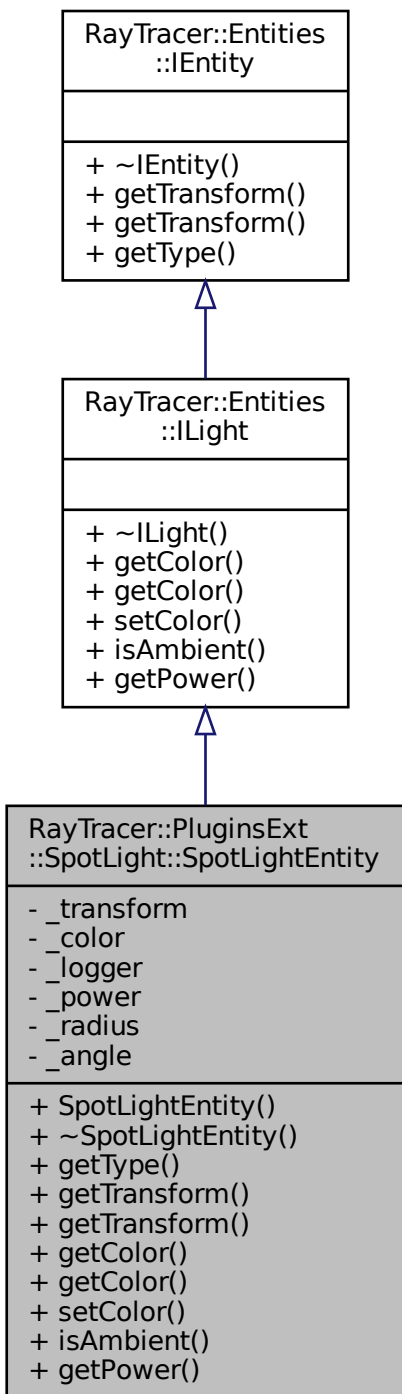 RayTracer::Entities
::IEntity
+ ~IEntity()
+ getTransform()
+ getTransform()
+ getType()
RayTracer::Entities
::ILight
+ ~ILight()
+ getColor()
+ getColor()
+ setColor()
+ isAmbient()
+ getPower()
RayTracer::PluginsExt
::SpotLight::SpotLightEntity
- _transform
- _color
- _logger
- _power
- _radius
- _angle
+ SpotLightEntity()
+ ~SpotLightEntity()
+ getType()
+ getTransform()
+ getTransform()
+ getColor()
+ getColor()
+ setColor()
+ isAmbient()
+ getPower()